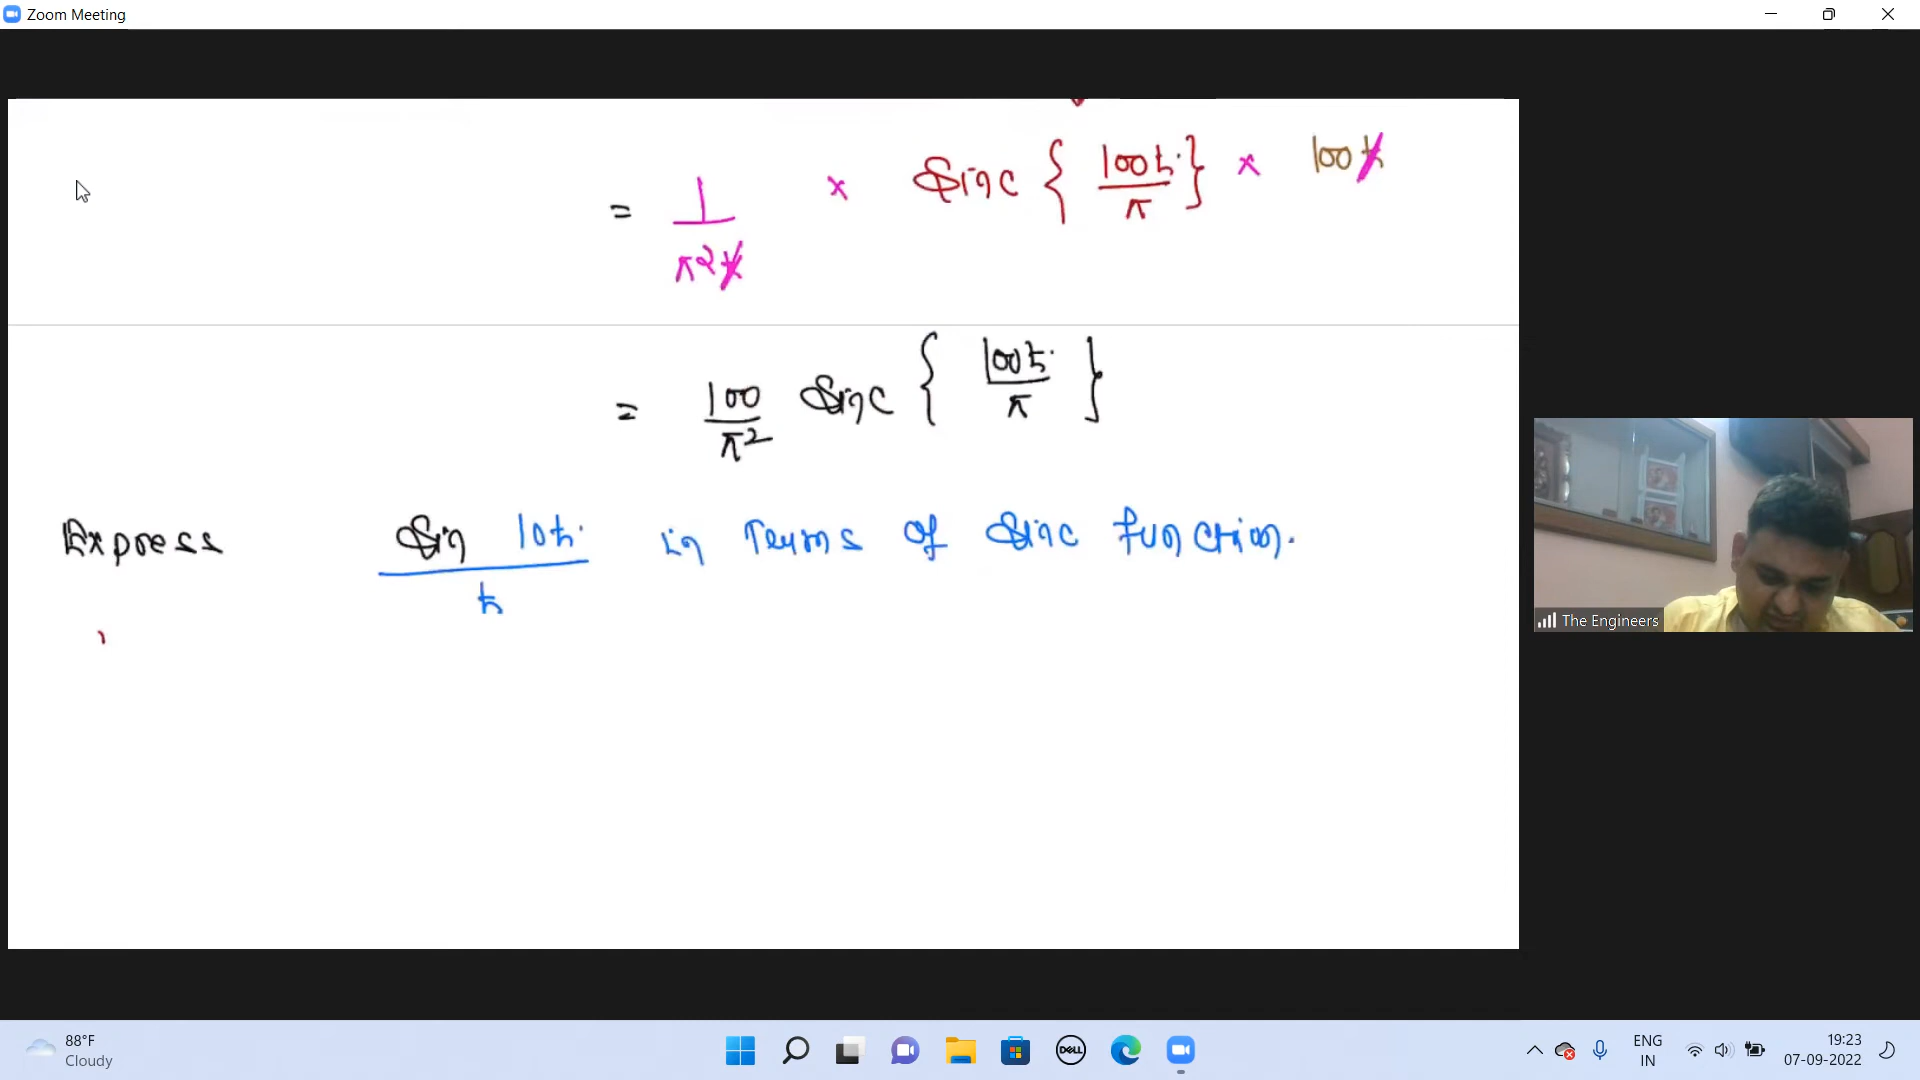 Zoom Meeting
= 1/π²t × Sinc { 100t/π } × 100t
= 100/π² Sinc { 100t/π }
Express Sin 10t/t in Terms of Sinc function.
The Engineers
88°F
Cloudy
DELL
ENG
IN
19:23
07-09-2022